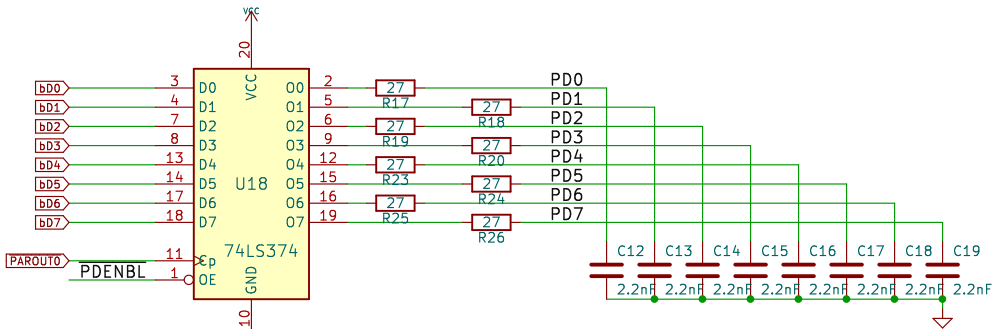 VCC
20
VCC
bD0 3 D0 O0 2 27 PD0
R17
bD1 4 D1 O1 5 27 PD1
R18
bD2 7 D2 O2 6 27 PD2
R19
bD3 8 D3 O3 9 27 PD3
R20
bD4 13 D4 O4 12 27 PD4
R23
bD5 14 D5 U18 O5 15 27 PD5
R24
bD6 17 D6 O6 16 27 PD6
R25
bD7 18 D7 O7 19 27 PD7
R26
74LS374
PAROUT0 11 Cp
PDENBL 1 OE
GND
10
C12 C13 C14 C15 C16 C17 C18 C19
2.2nF 2.2nF 2.2nF 2.2nF 2.2nF 2.2nF 2.2nF 2.2nF